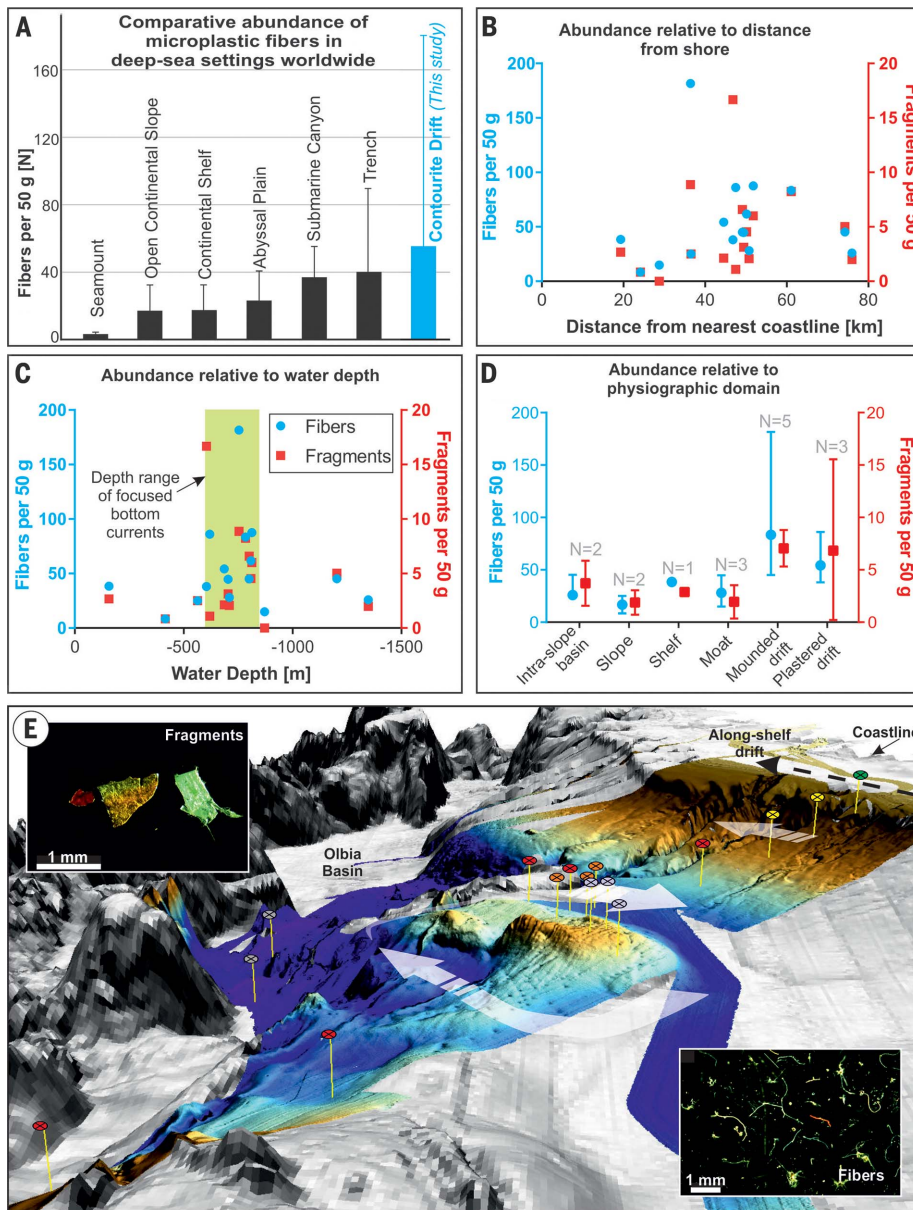 A
Comparative abundance of
microplastic fibers in
deep-sea settings worldwide
Fibers per 50 g [N]
160
120
80
40
0
Seamount
Open Continental Slope
Continental Shelf
Abyssal Plain
Submarine Canyon
Trench
Contourite Drift (This study)
B
Abundance relative to distance
from shore
Fibers per 50 g
200
150
100
50
0
Fragments per 50 g
20
15
10
5
0
0
20
40
60
80
Distance from nearest coastline [km]
C
Abundance relative to water depth
Fibers per 50 g
200
150
100
50
0
Fibers
Fragments
Depth range
of focused
bottom
currents
Fragments per 50 g
20
15
10
5
0
0
-500
-1000
-1500
Water Depth [m]
D
Abundance relative to
physiographic domain
Fibers per 50 g
200
150
100
50
0
N=2
N=2
N=1
N=3
N=5
N=3
Fragments per 50 g
20
15
10
5
0
Intra-slope
basin
Slope
Shelf
Moat
Mounded
drift
Plastered
drift
E
Fragments
1 mm
Olbia
Basin
Along-shelf
drift
Coastline
1 mm
Fibers